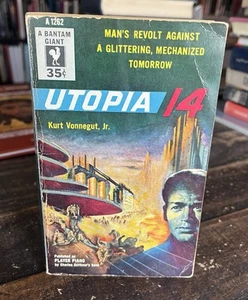 A 1262
A BANTAM
GIANT
35¢
MAN'S REVOLT AGAINST
A GLITTERING, MECHANIZED
TOMORROW
UTOPIA 14
Kurt Vonnegut, Jr.
Published as
PLAYER PIANO
by Charles Scribner's Sons